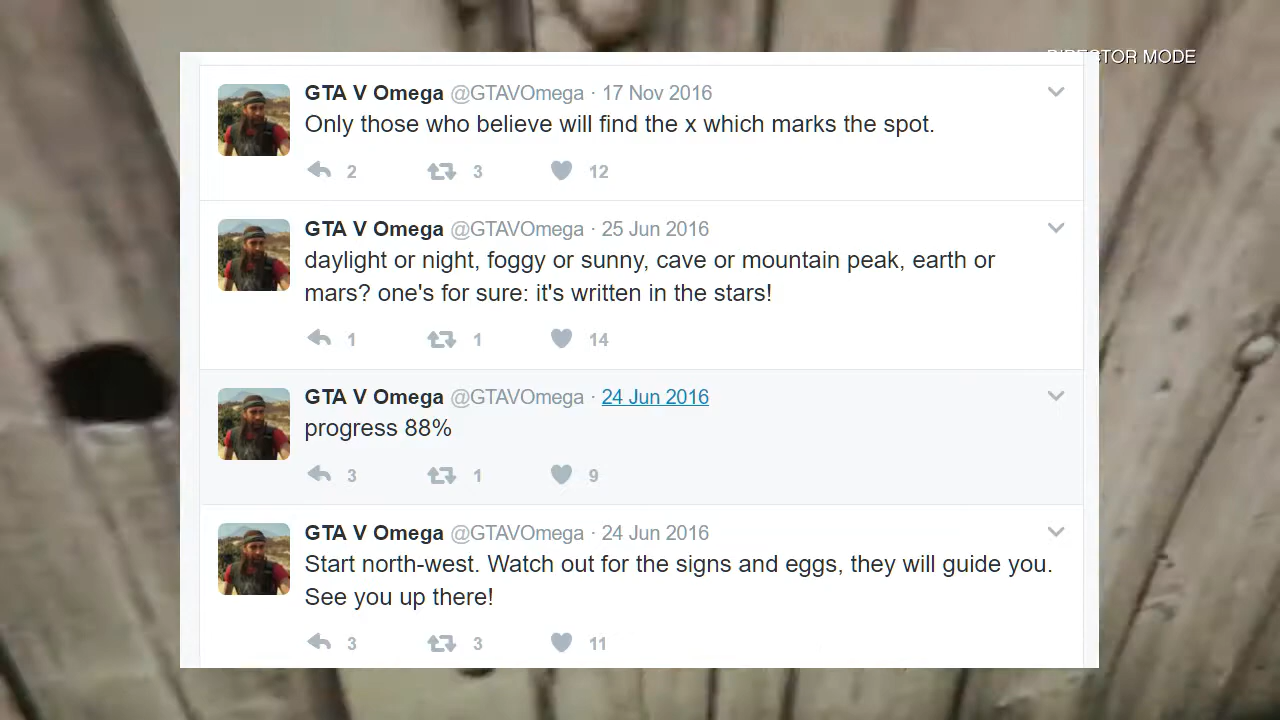 DIRECTOR MODE
GTA V Omega @GTAVOmega · 17 Nov 2016
Only those who believe will find the x which marks the spot.
2 3 12
GTA V Omega @GTAVOmega · 25 Jun 2016
daylight or night, foggy or sunny, cave or mountain peak, earth or
mars? one's for sure: it's written in the stars!
1 1 14
GTA V Omega @GTAVOmega · 24 Jun 2016
progress 88%
3 1 9
GTA V Omega @GTAVOmega · 24 Jun 2016
Start north-west. Watch out for the signs and eggs, they will guide you.
See you up there!
3 3 11